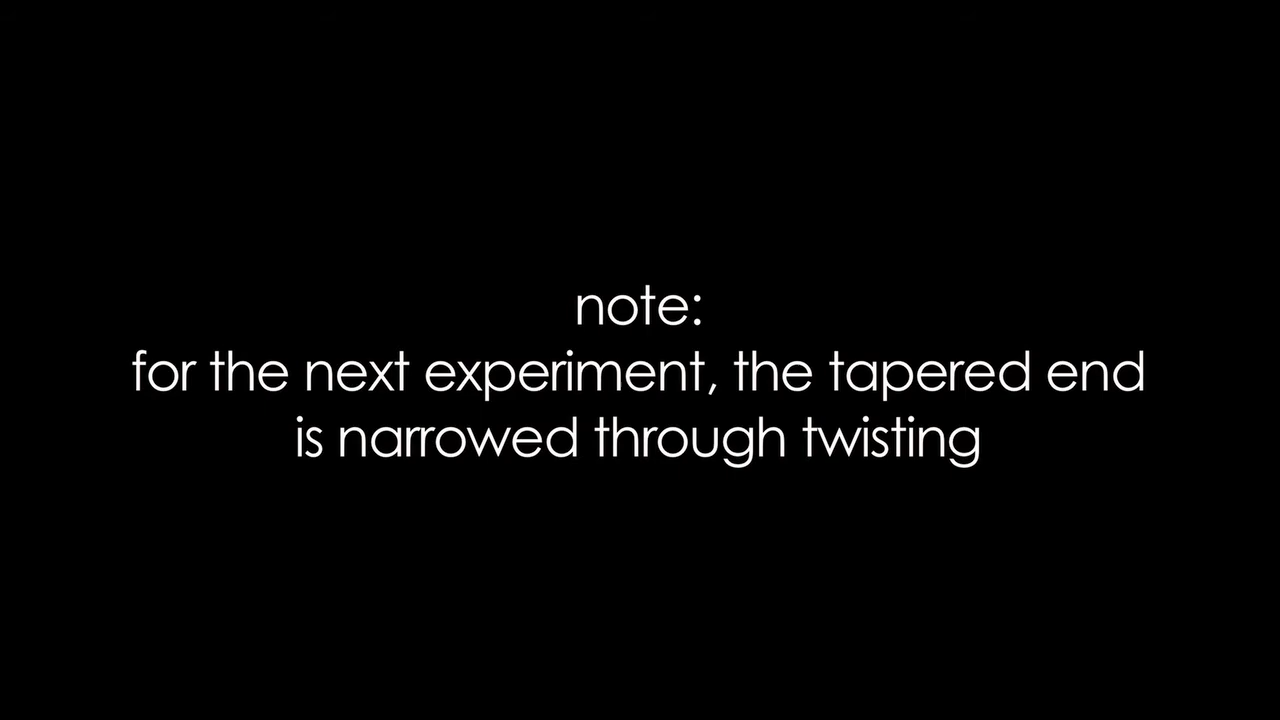 note:
for the next experiment, the tapered end
is narrowed through twisting